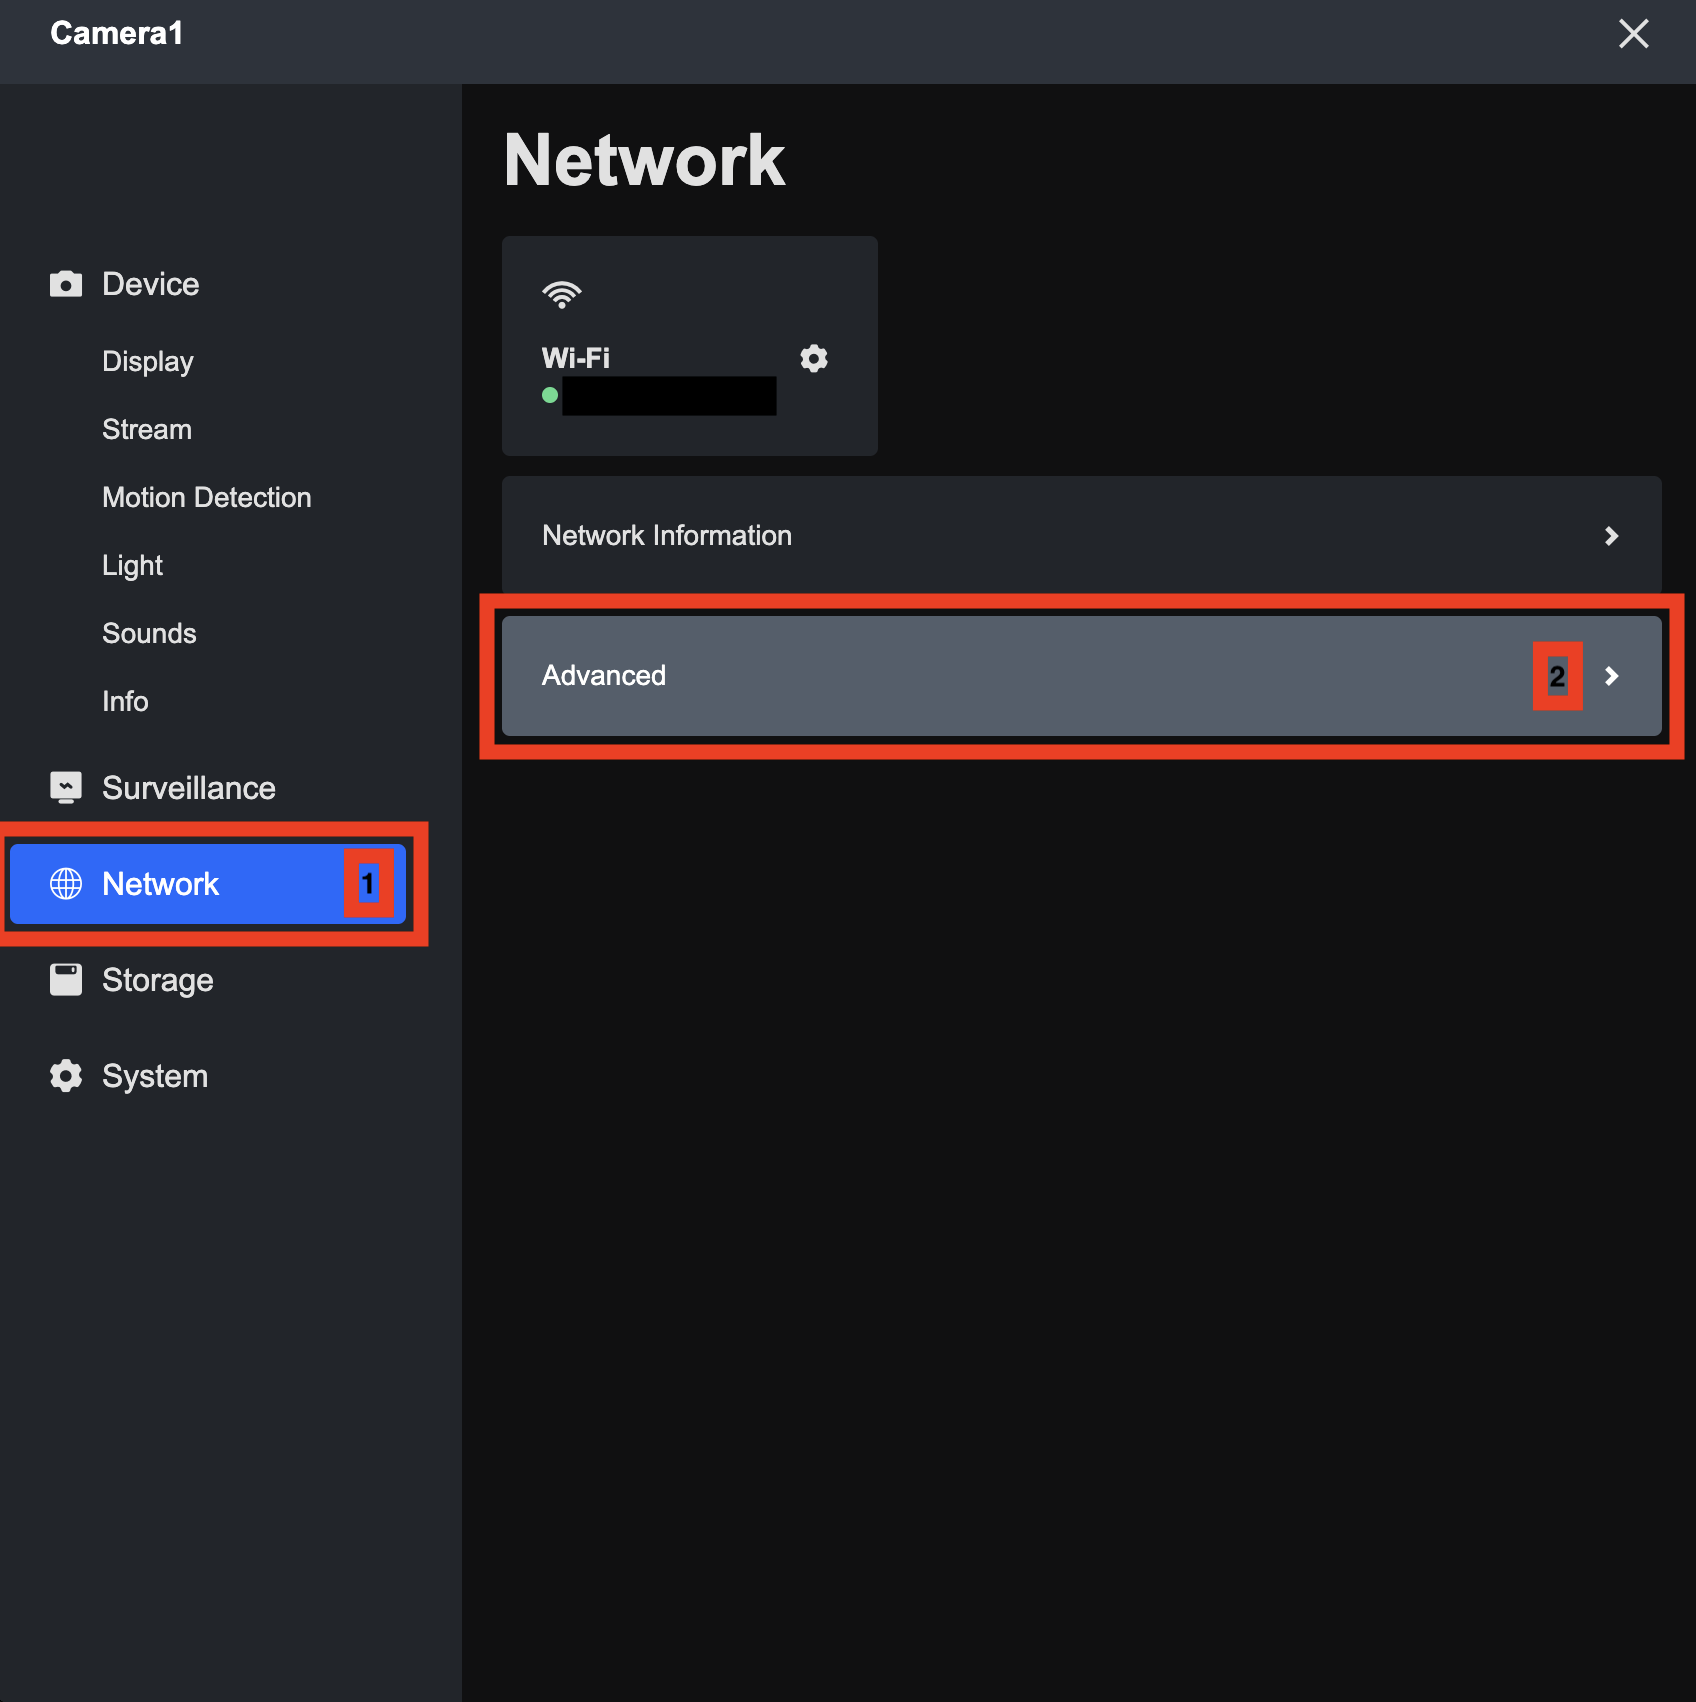 Camera1
Device
Display
Stream
Motion Detection
Light
Sounds
Info
Surveillance
Network 1
Storage
System
Network
Wi-Fi
Network Information
Advanced 2